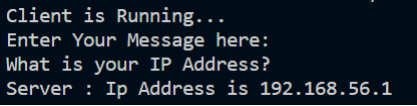 Client is Running...
Enter Your Message here:
What is your IP Address?
Server : Ip Address is 192.168.56.1